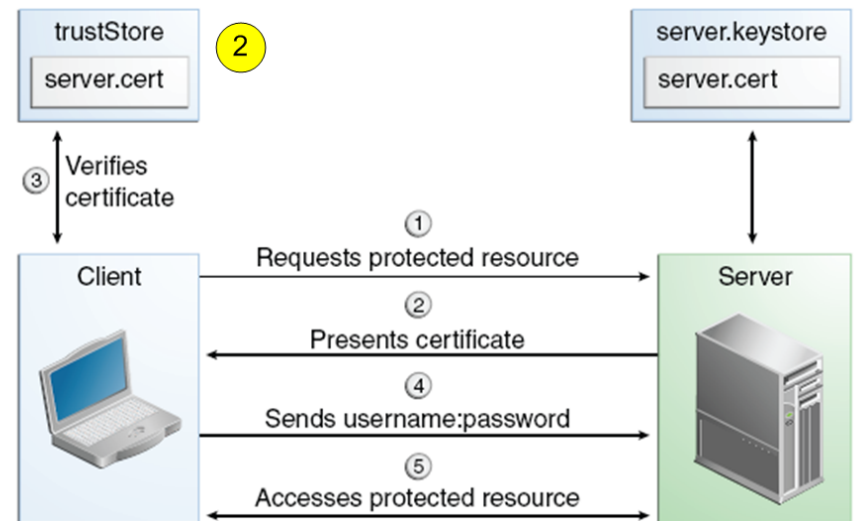 trustStore
server.cert
2
server.keystore
server.cert
3
Verifies
certificate
1
Requests protected resource
Client
Server
2
Presents certificate
4
Sends username:password
5
Accesses protected resource